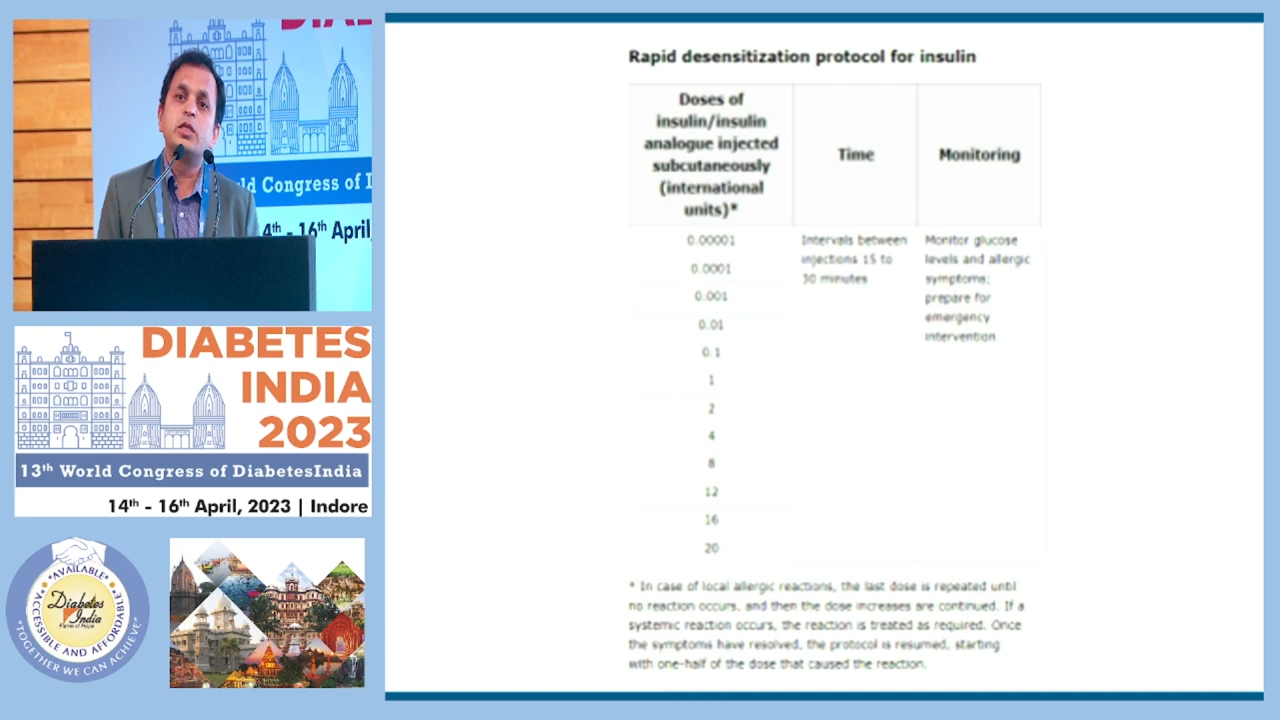 DIA
ld Congress of I
4th - 16th April,
DIABETES
INDIA
2023
13th World Congress of DiabetesIndia
14th - 16th April, 2023 | Indore
"AVAILABLE"
"ACCESSIBLE AND AFFORDABLE"
Diabetes
India
"TOGETHER WE CAN ACHIEVE"
Rapid desensitization protocol for insulin
Doses of
insulin/insulin
analogue injected
subcutaneously
(international
units)*
Time
Monitoring
0.00001
0.0001
0.001
0.01
0.1
1
2
4
8
12
16
20
Intervals between
injections 15 to
30 minutes
Monitor glucose
levels and allergic
symptoms;
prepare for
emergency
intervention
* In case of local allergic reactions, the last dose is repeated until
no reaction occurs, and then the dose increases are continued. If a
systemic reaction occurs, the reaction is treated as required. Once
the symptoms have resolved, the protocol is resumed, starting
with one-half of the dose that caused the reaction.